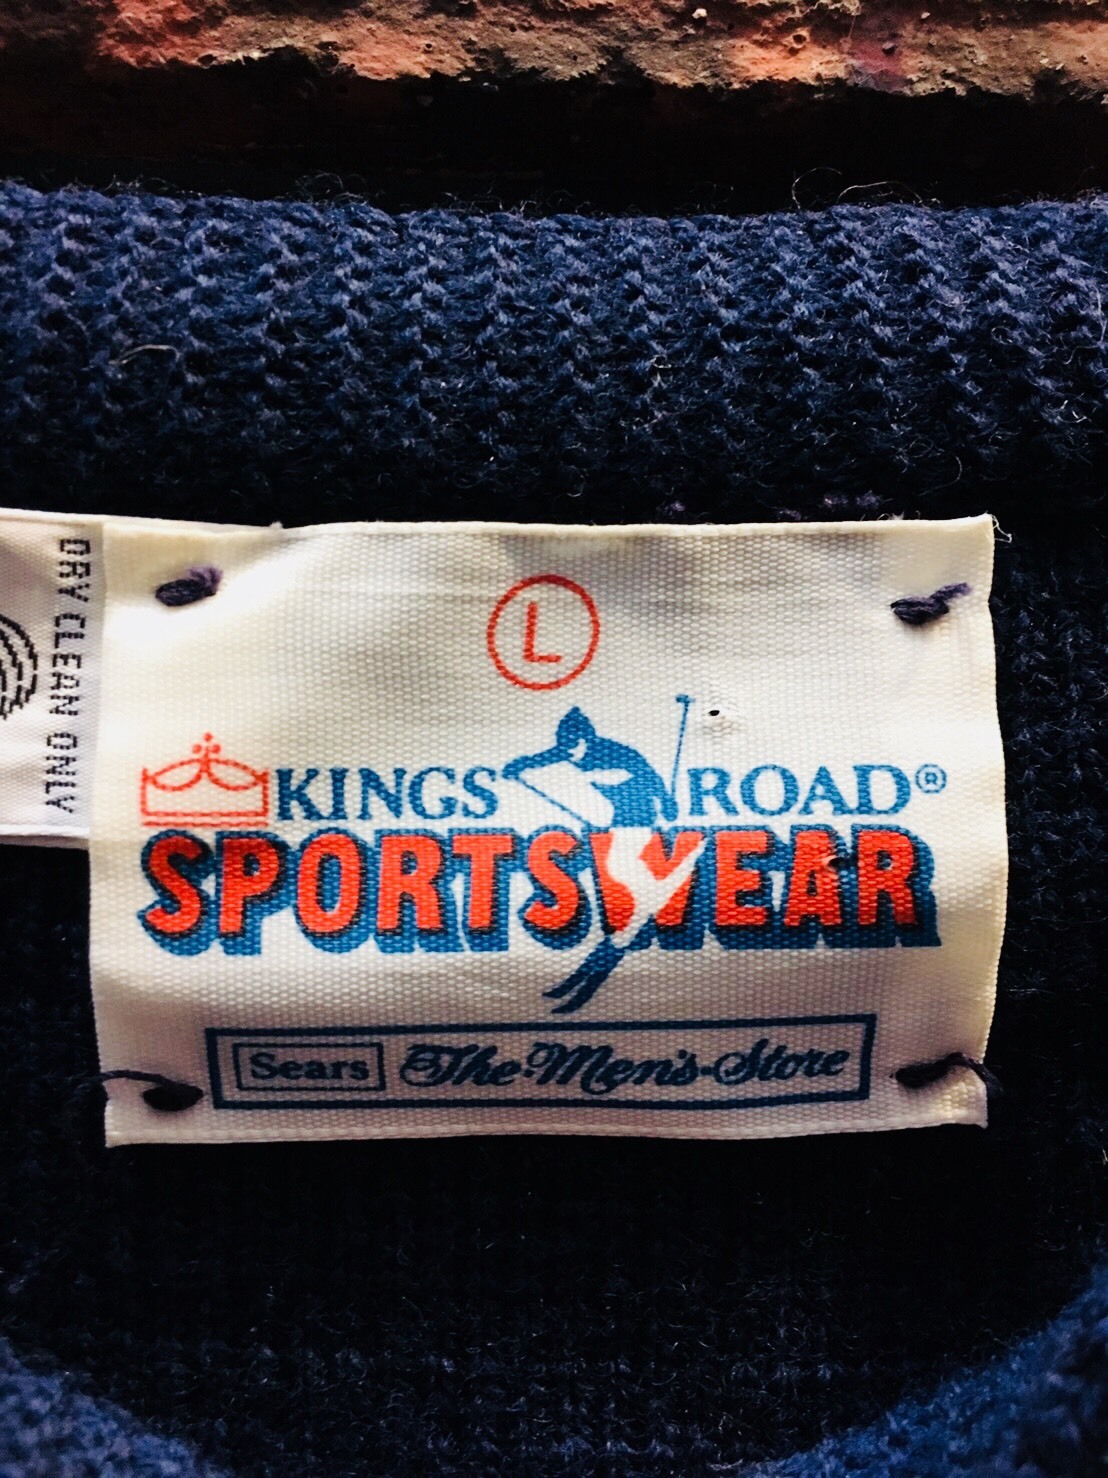 L
KINGS ROAD®
SPORTSWEAR
Sears The Men's Store
DRY CLEAN ONLY